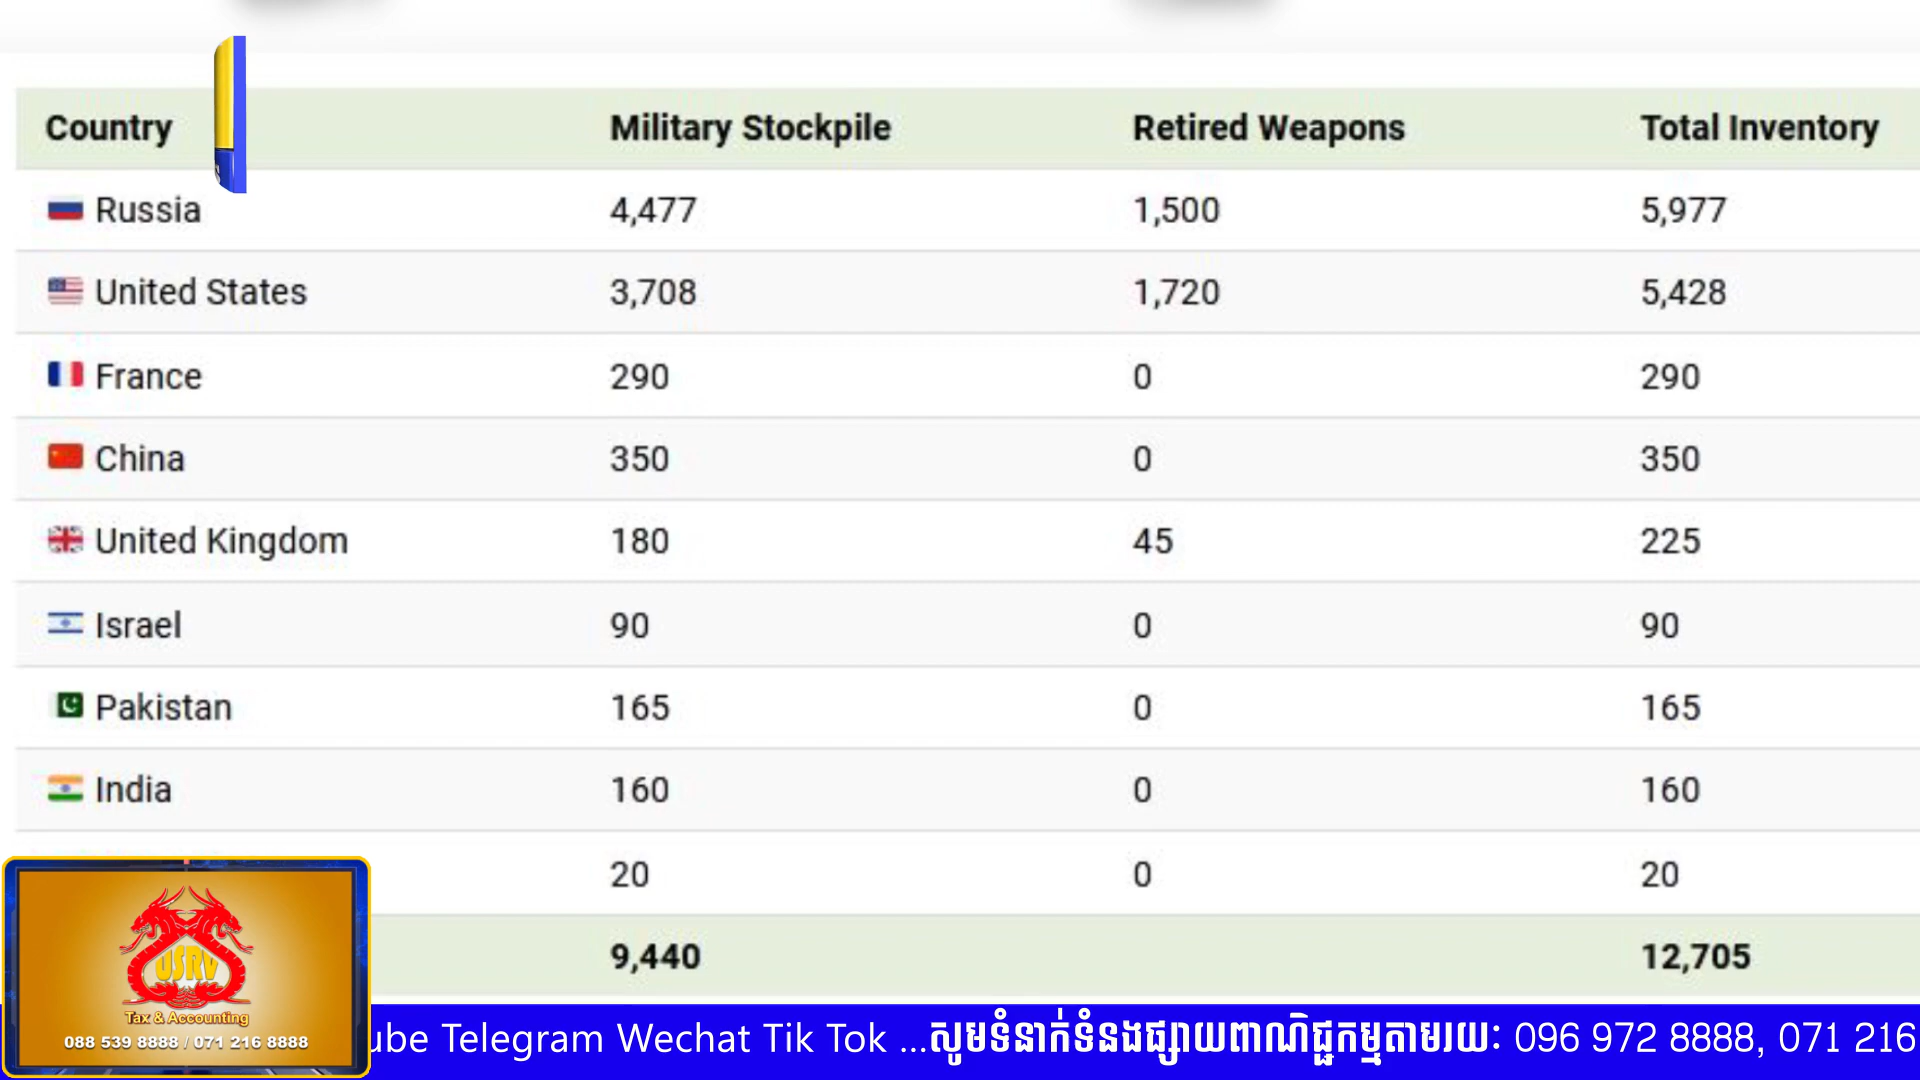 Country Military Stockpile Retired Weapons Total Inventory
Russia 4,477 1,500 5,977
United States 3,708 1,720 5,428
France 290 0 290
China 350 0 350
United Kingdom 180 45 225
Israel 90 0 90
Pakistan 165 0 165
India 160 0 160
20 0 20
9,440 12,705
USRV
Tax & Accounting
088 539 8888 / 071 216 8888
ube Telegram Wechat Tik Tok ...សូមទំនាក់ទំនងផ្សាយពាណិជ្ជកម្មតាមរយ: 096 972 8888, 071 216